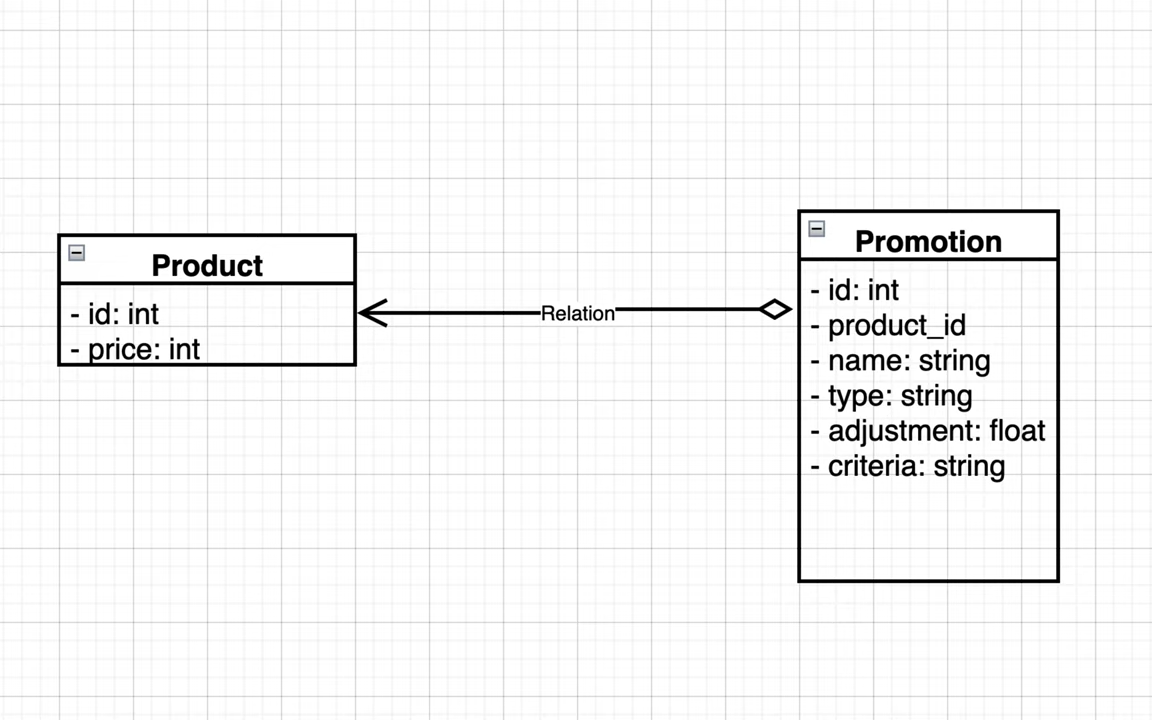 Product
- id: int
- price: int
Relation
Promotion
- id: int
- product_id
- name: string
- type: string
- adjustment: float
- criteria: string